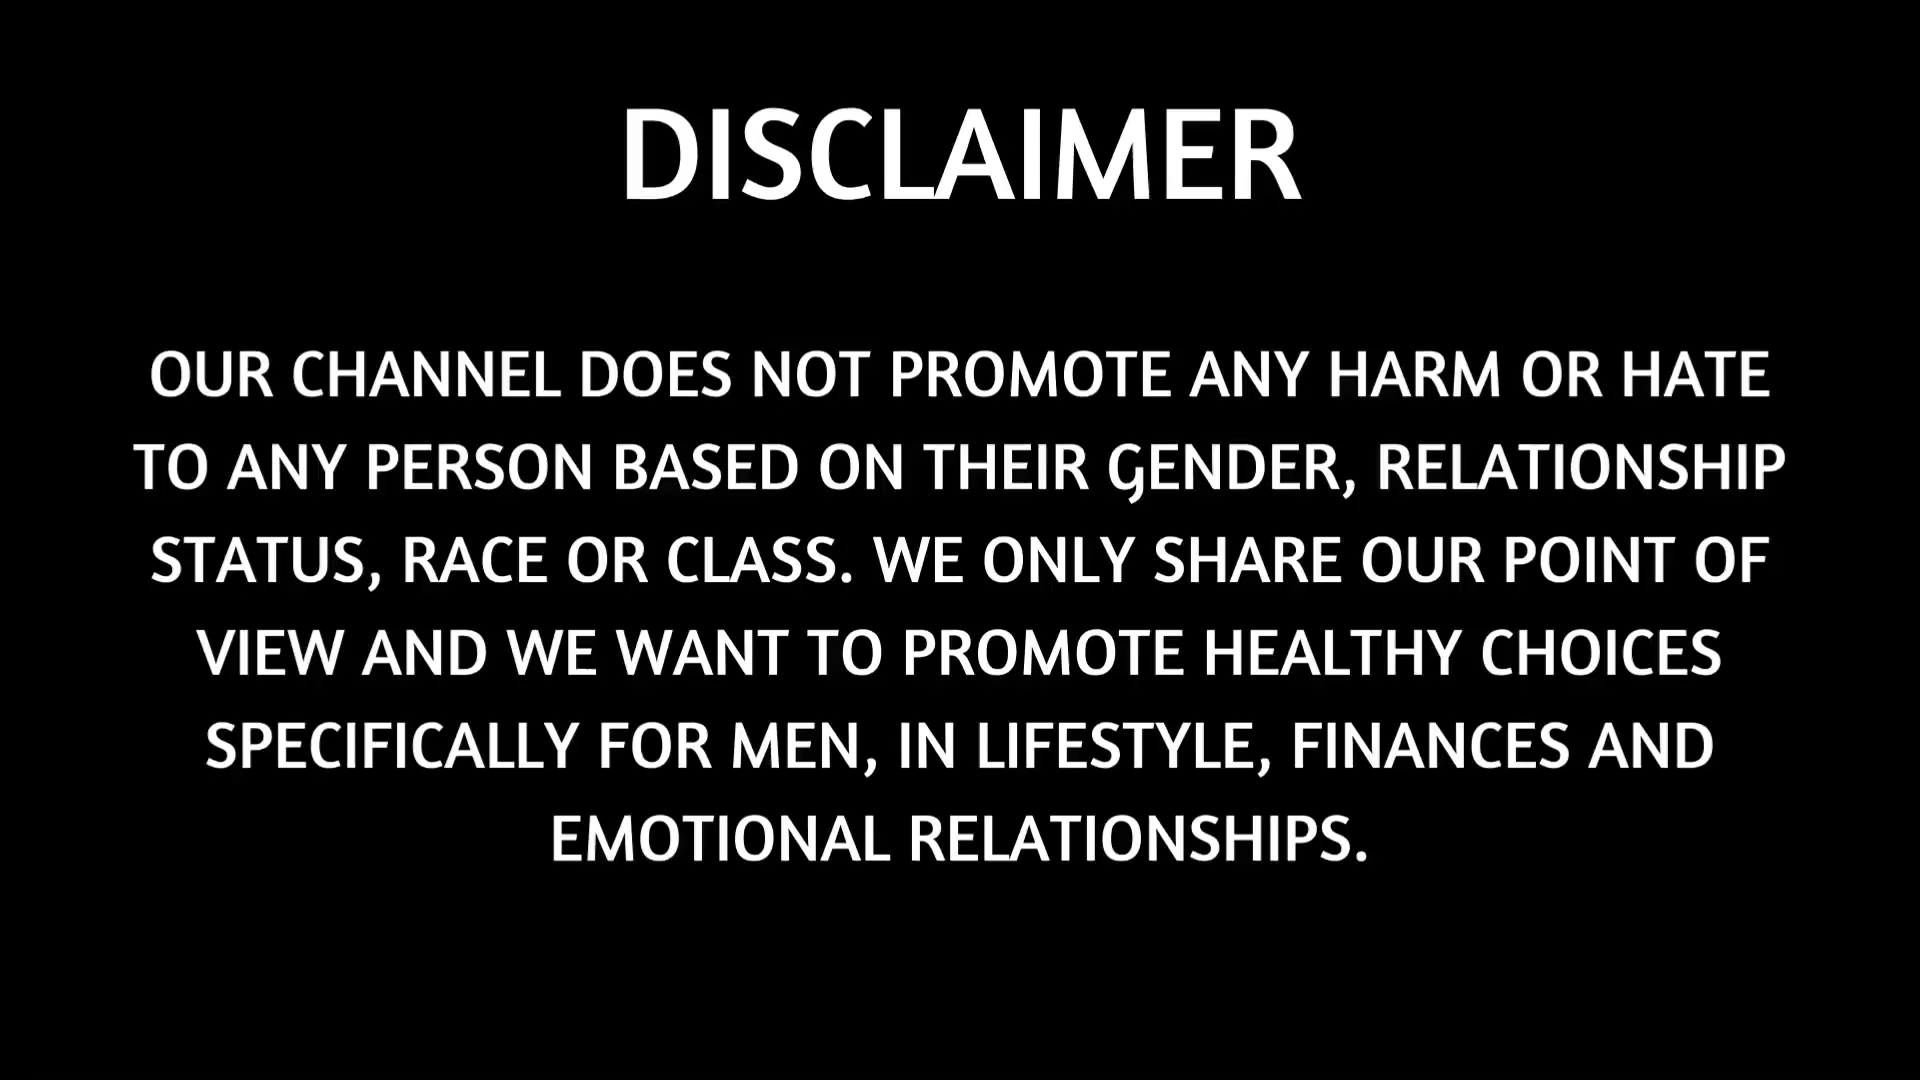 DISCLAIMER
OUR CHANNEL DOES NOT PROMOTE ANY HARM OR HATE
TO ANY PERSON BASED ON THEIR GENDER, RELATIONSHIP
STATUS, RACE OR CLASS. WE ONLY SHARE OUR POINT OF
VIEW AND WE WANT TO PROMOTE HEALTHY CHOICES
SPECIFICALLY FOR MEN, IN LIFESTYLE, FINANCES AND
EMOTIONAL RELATIONSHIPS.